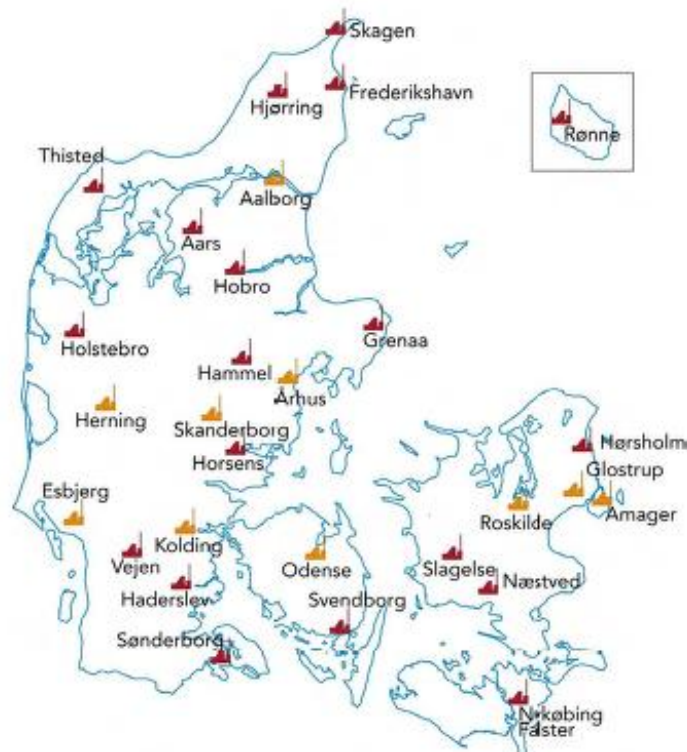 Skagen
Hjørring
Frederikshavn
Rønne
Thisted
Aalborg
Aars
Hobro
Holstebro
Grenaa
Hammel
Århus
Herning
Skanderborg
Horsens
Hørsholm
Glostrup
Esbjerg
Amager
Roskilde
Kolding
Vejen
Odense
Slagelse
Haderslev
Næstved
Svendborg
Sønderborg
Nykøbing
Falster